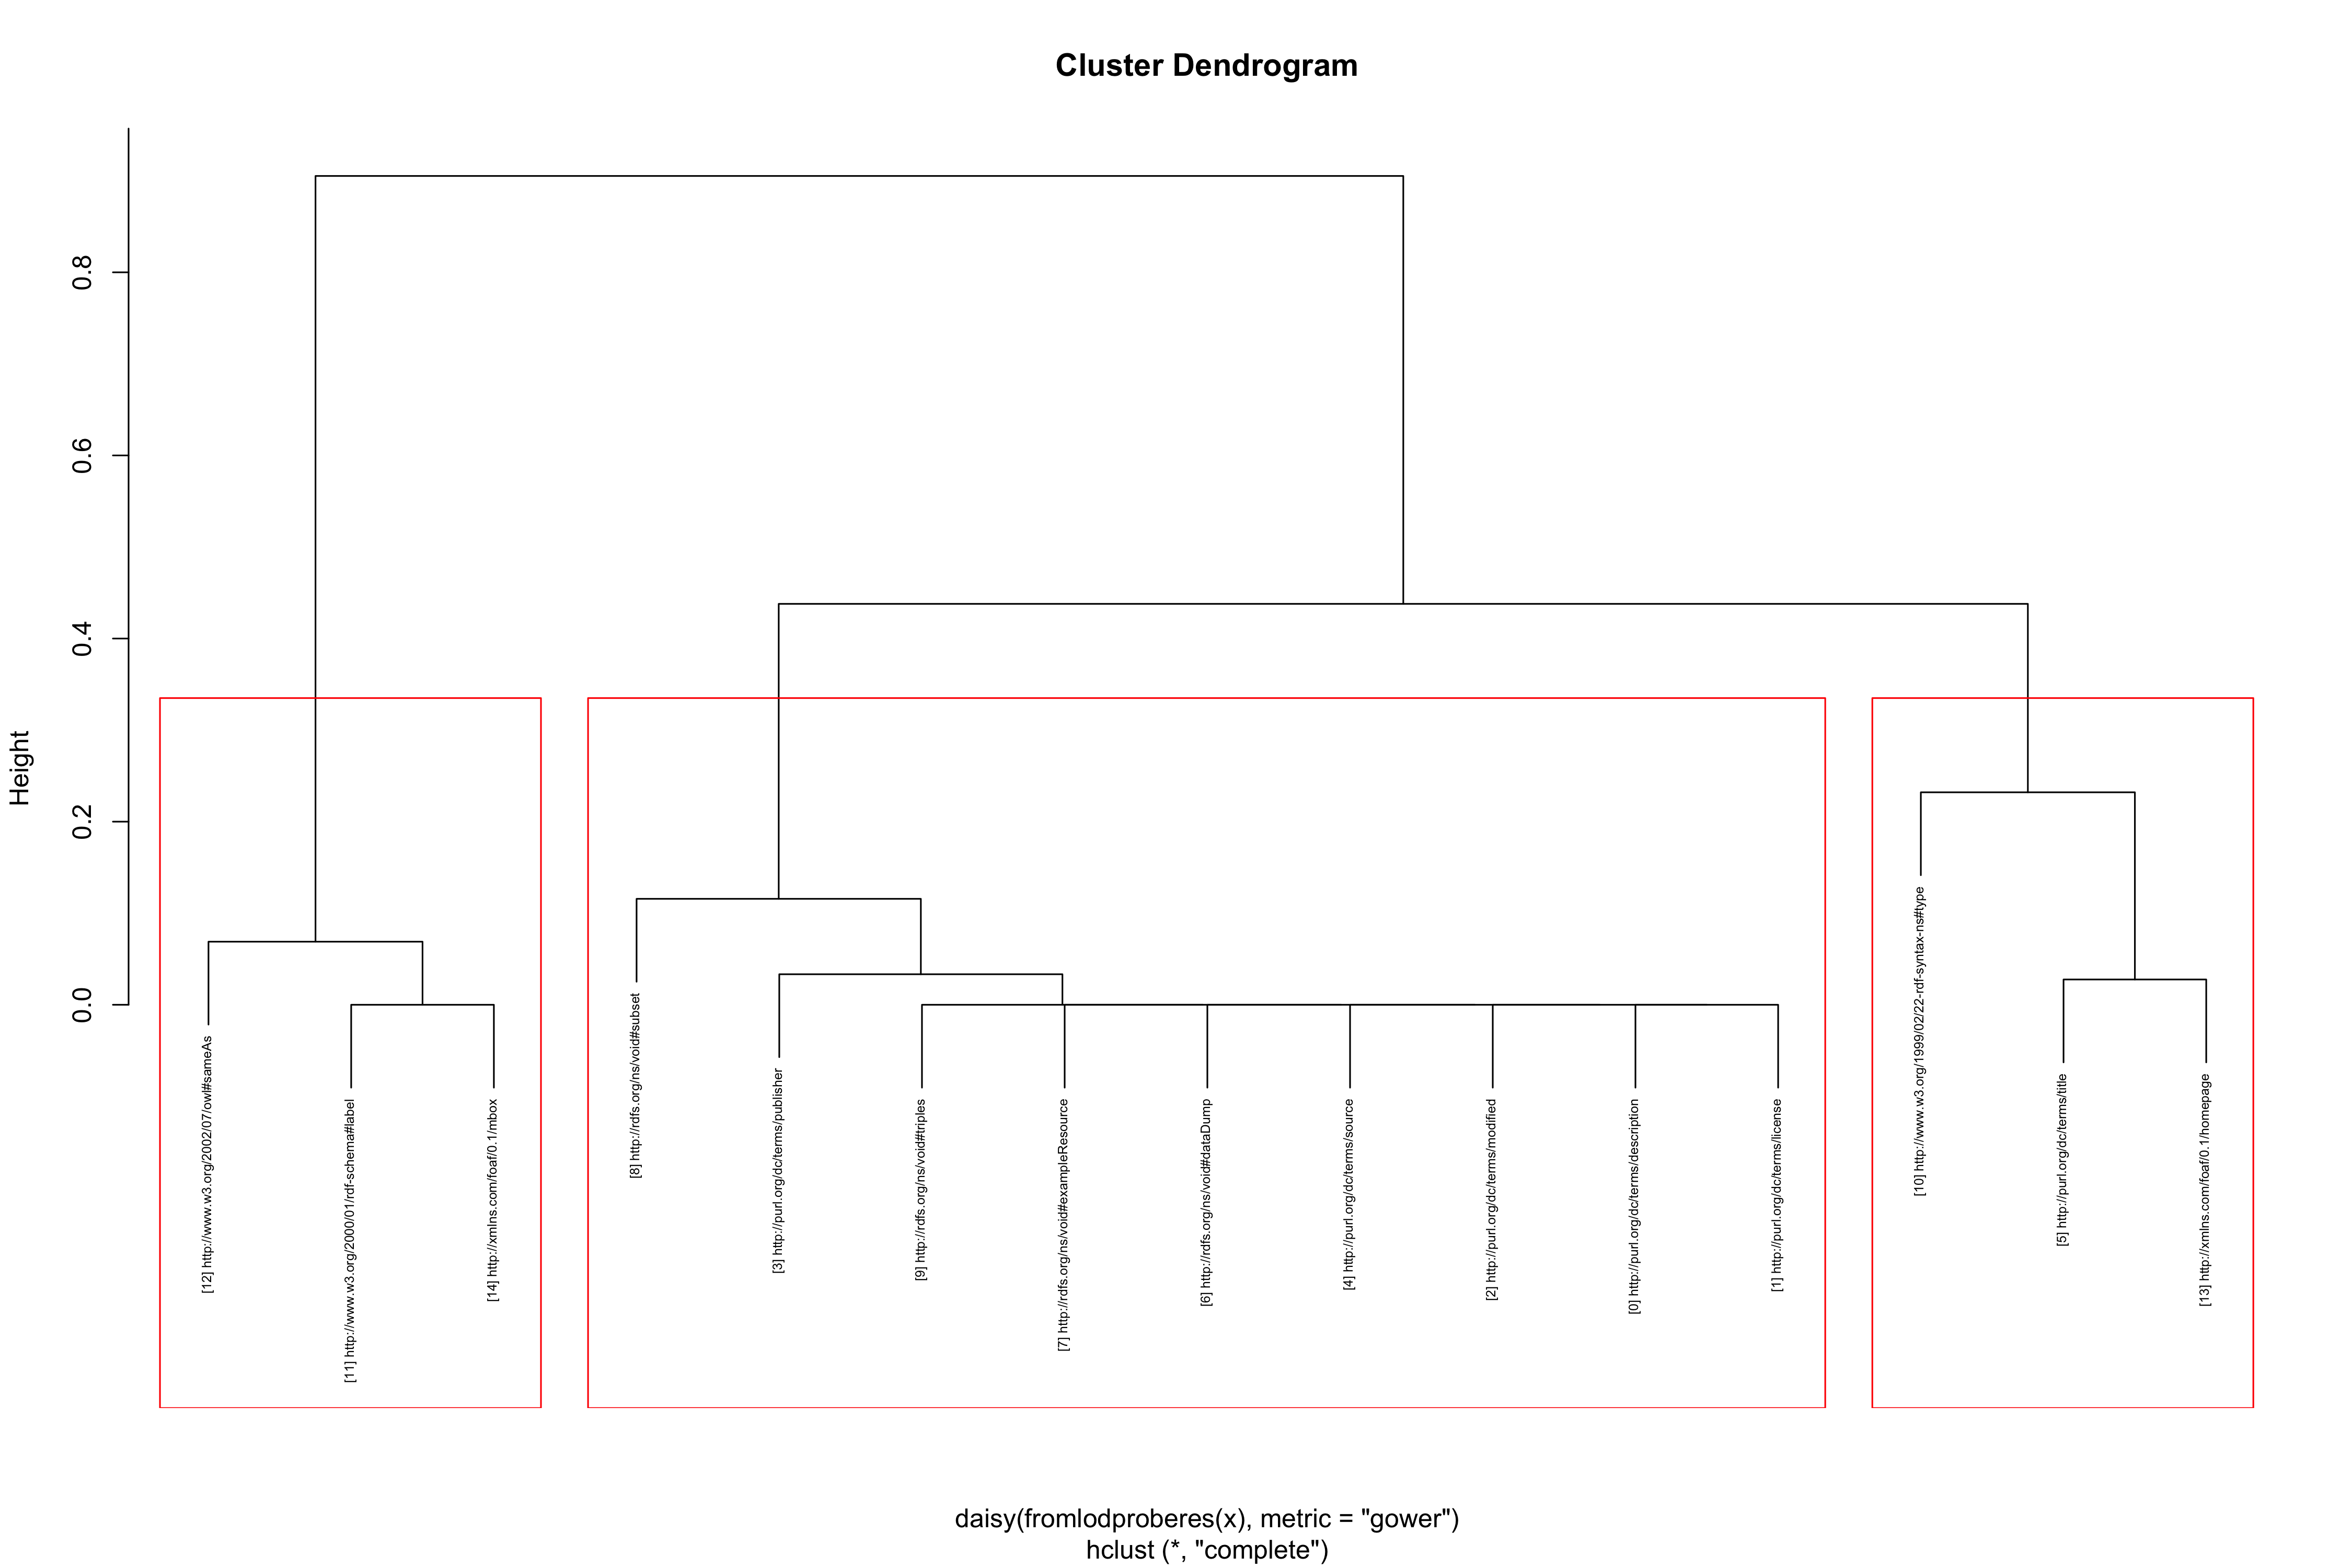 Cluster Dendrogram
Height
0.0
0.2
0.4
0.6
0.8
[12] http://www.w3.org/2002/07/owl#sameAs
[11] http://www.w3.org/2000/01/rdf-schema#label
[14] http://xmlns.com/foaf/0.1/mbox
[8] http://rdfs.org/ns/void#subset
[3] http://purl.org/dc/terms/publisher
[9] http://rdfs.org/ns/void#triples
[7] http://rdfs.org/ns/void#exampleResource
[6] http://rdfs.org/ns/void#dataDump
[4] http://purl.org/dc/terms/source
[2] http://purl.org/dc/terms/modified
[0] http://purl.org/dc/terms/description
[1] http://purl.org/dc/terms/license
[10] http://www.w3.org/1999/02/22-rdf-syntax-ns#type
[5] http://purl.org/dc/terms/title
[13] http://xmlns.com/foaf/0.1/homepage
daisy(fromlodproberes(x), metric = "gower")
hclust (*, "complete")